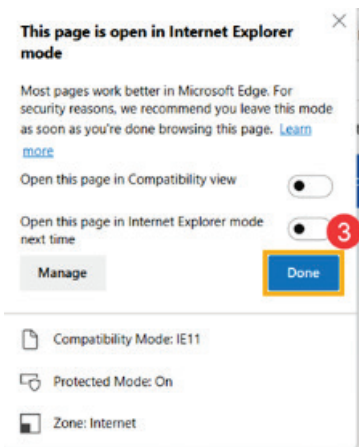 This page is open in Internet Explorer
mode
Most pages work better in Microsoft Edge. For
security reasons, we recommend you leave this mode
as soon as you're done browsing this page. Learn
more
Open this page in Compatibility view
Open this page in Internet Explorer mode
next time
3
Manage
Done
Compatibility Mode: IE11
Protected Mode: On
Zone: Internet